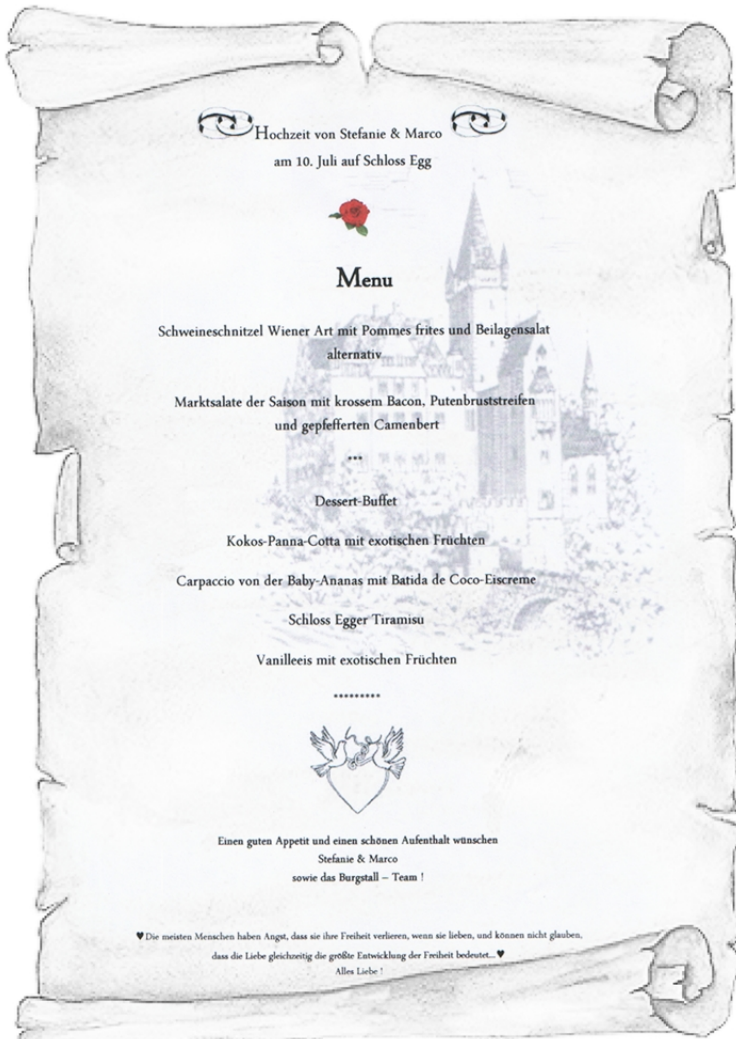 Hochzeit von Stefanie & Marco
am 10. Juli auf Schloss Egg
Menu
Schweineschnitzel Wiener Art mit Pommes frites und Beilagensalat
alternativ
Marktsalate der Saison mit krossem Bacon, Putenbruststreifen
und gepfefferten Camenbert
***
Dessert-Buffet
Kokos-Panna-Cotta mit exotischen Früchten
Carpaccio von der Baby-Ananas mit Batida de Coco-Eiscreme
Schloss Egger Tiramisu
Vanilleeis mit exotischen Früchten
*********
Einen guten Appetit und einen schönen Aufenthalt wünschen
Stefanie & Marco
sowie das Burgstall – Team !
♥Die meisten Menschen haben Angst, dass sie ihre Freiheit verlieren, wenn sie lieben, und können nicht glauben,
dass die Liebe gleichzeitig die größte Entwicklung der Freiheit bedeutet...♥
Alles Liebe !